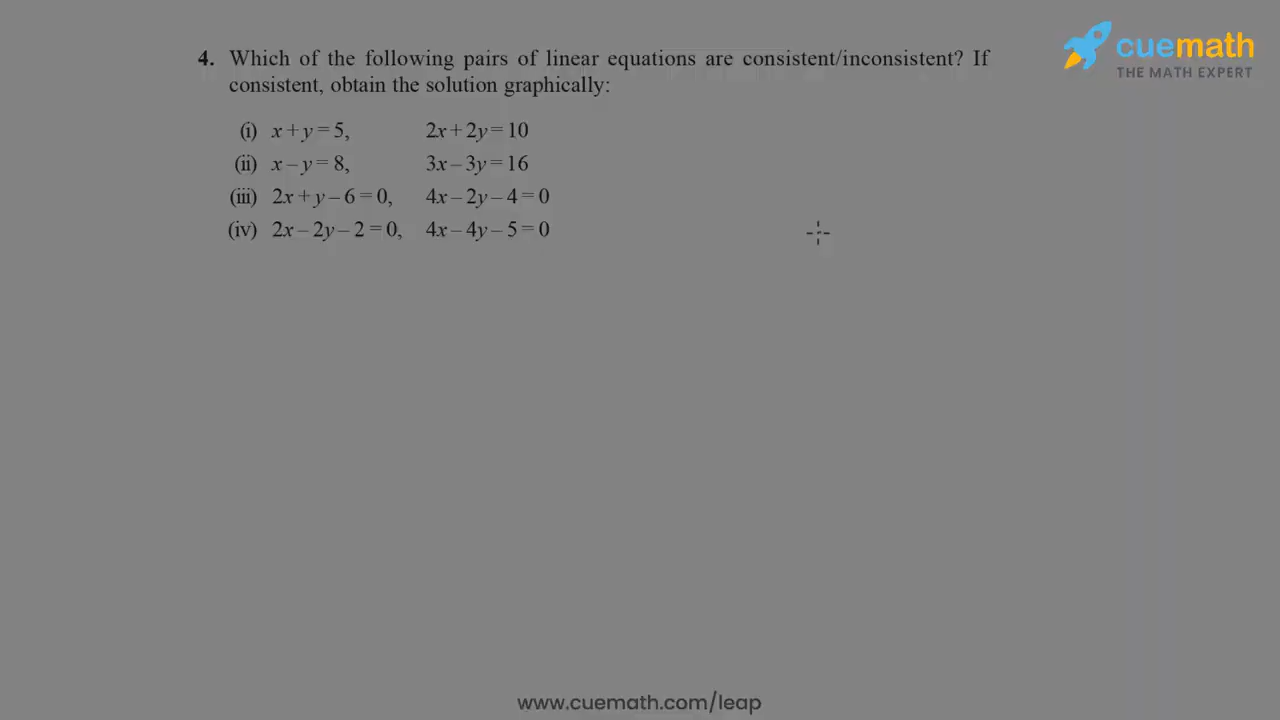 cuemath
THE MATH EXPERT
4. Which of the following pairs of linear equations are consistent/inconsistent? If
consistent, obtain the solution graphically:
(i) x + y = 5, 2x + 2y = 10
(ii) x – y = 8, 3x – 3y = 16
(iii) 2x + y – 6 = 0, 4x – 2y – 4 = 0
(iv) 2x – 2y – 2 = 0, 4x – 4y – 5 = 0
www.cuemath.com/leap